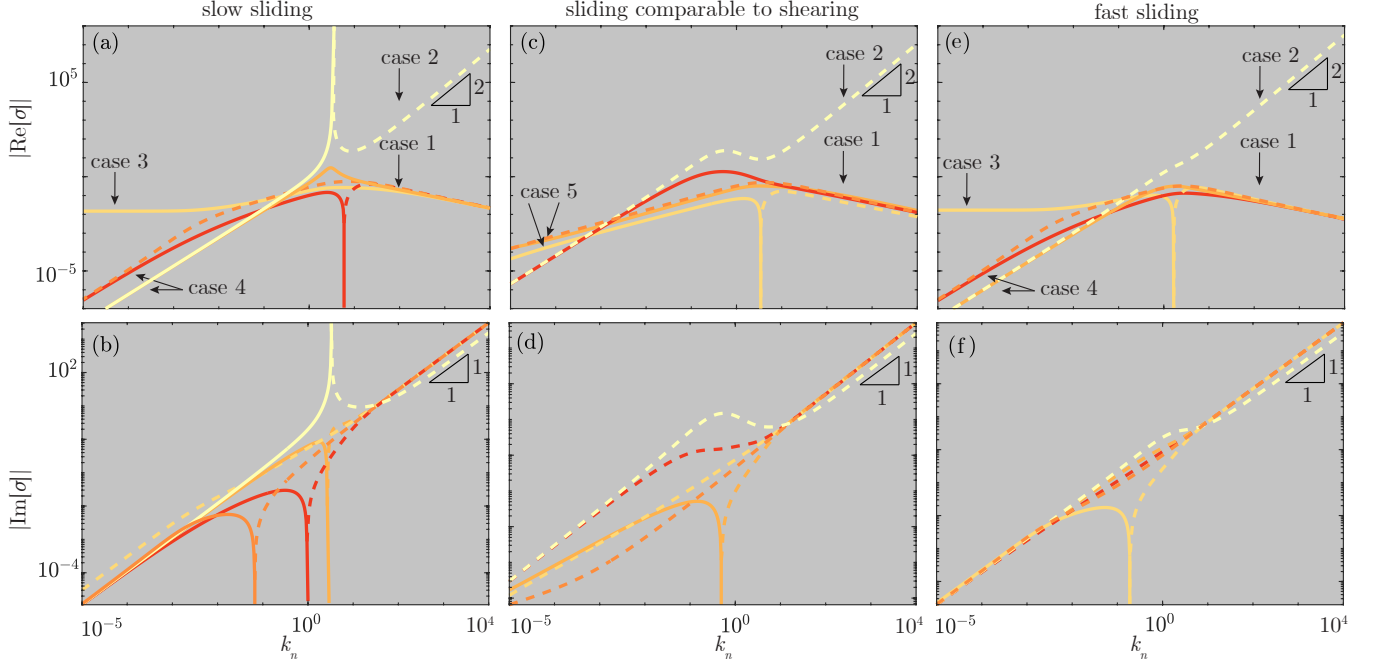 slow sliding
sliding comparable to shearing
fast sliding
(a)
(c)
(e)
case 2
case 2
case 2
10^5
2
2
2
1
1
1
|Re[σ]|
case 1
case 1
case 1
case 3
case 3
case 5
10^-5
case 4
case 4
(b)
(d)
(f)
10^2
1
1
1
1
1
1
|Im[σ]|
10^-4
10^-5
10^0
10^4
10^-5
10^0
10^4
10^-5
10^0
10^4
k_n
k_n
k_n